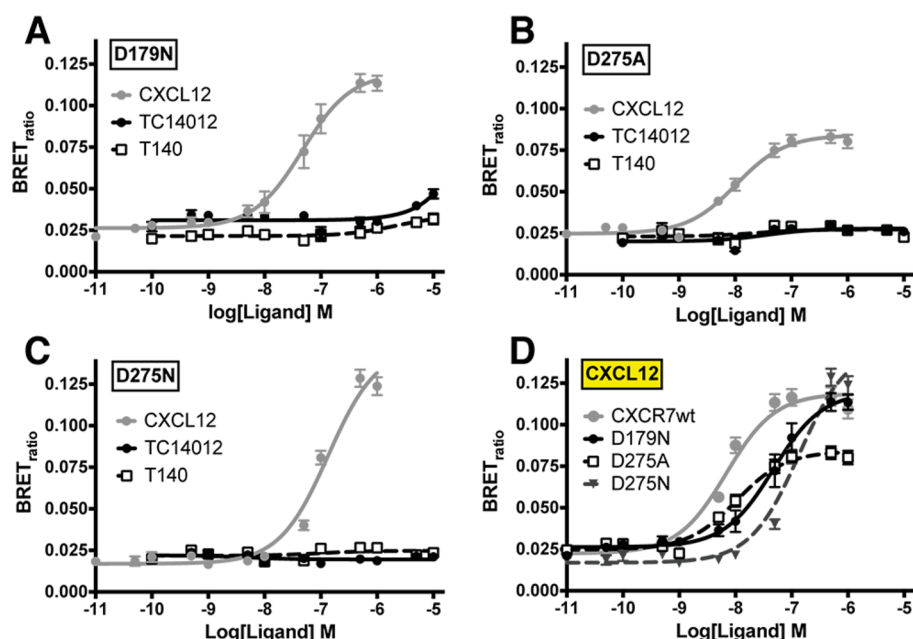 A
D179N
CXCL12
TC14012
T140
BRETratio
0.125
0.100
0.075
0.050
0.025
0.000
-11 -10 -9 -8 -7 -6 -5
log[Ligand] M
B
D275A
CXCL12
TC14012
T140
BRETratio
0.125
0.100
0.075
0.050
0.025
0.000
-11 -10 -9 -8 -7 -6 -5
Log[Ligand] M
C
D275N
CXCL12
TC14012
T140
BRETratio
0.125
0.100
0.075
0.050
0.025
0.000
-11 -10 -9 -8 -7 -6 -5
Log[Ligand] M
D
CXCL12
CXCR7wt
D179N
D275A
D275N
BRETratio
0.125
0.100
0.075
0.050
0.025
0.000
-11 -10 -9 -8 -7 -6 -5
Log[Ligand] M